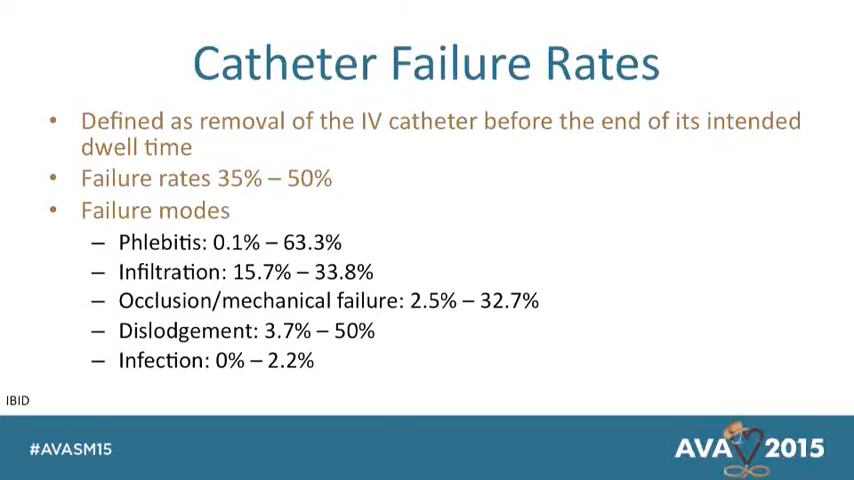 Catheter Failure Rates
• Defined as removal of the IV catheter before the end of its intended
dwell time
• Failure rates 35% – 50%
• Failure modes
– Phlebitis: 0.1% – 63.3%
– Infiltration: 15.7% – 33.8%
– Occlusion/mechanical failure: 2.5% – 32.7%
– Dislodgement: 3.7% – 50%
– Infection: 0% – 2.2%
IBID
#AVASM15
AVA 2015